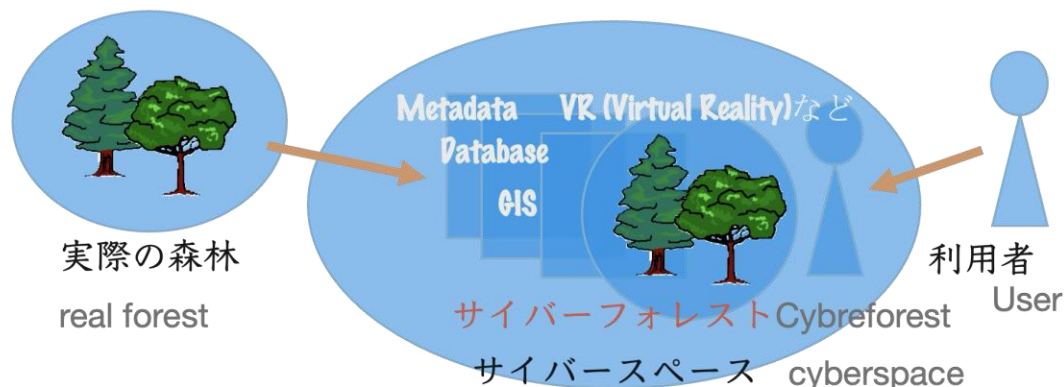 Metadata VR (Virtual Reality)など
Database
GIS
実際の森林
real forest
利用者
User
サイバーフォレスト Cybreforest
サイバースペース cyberspace